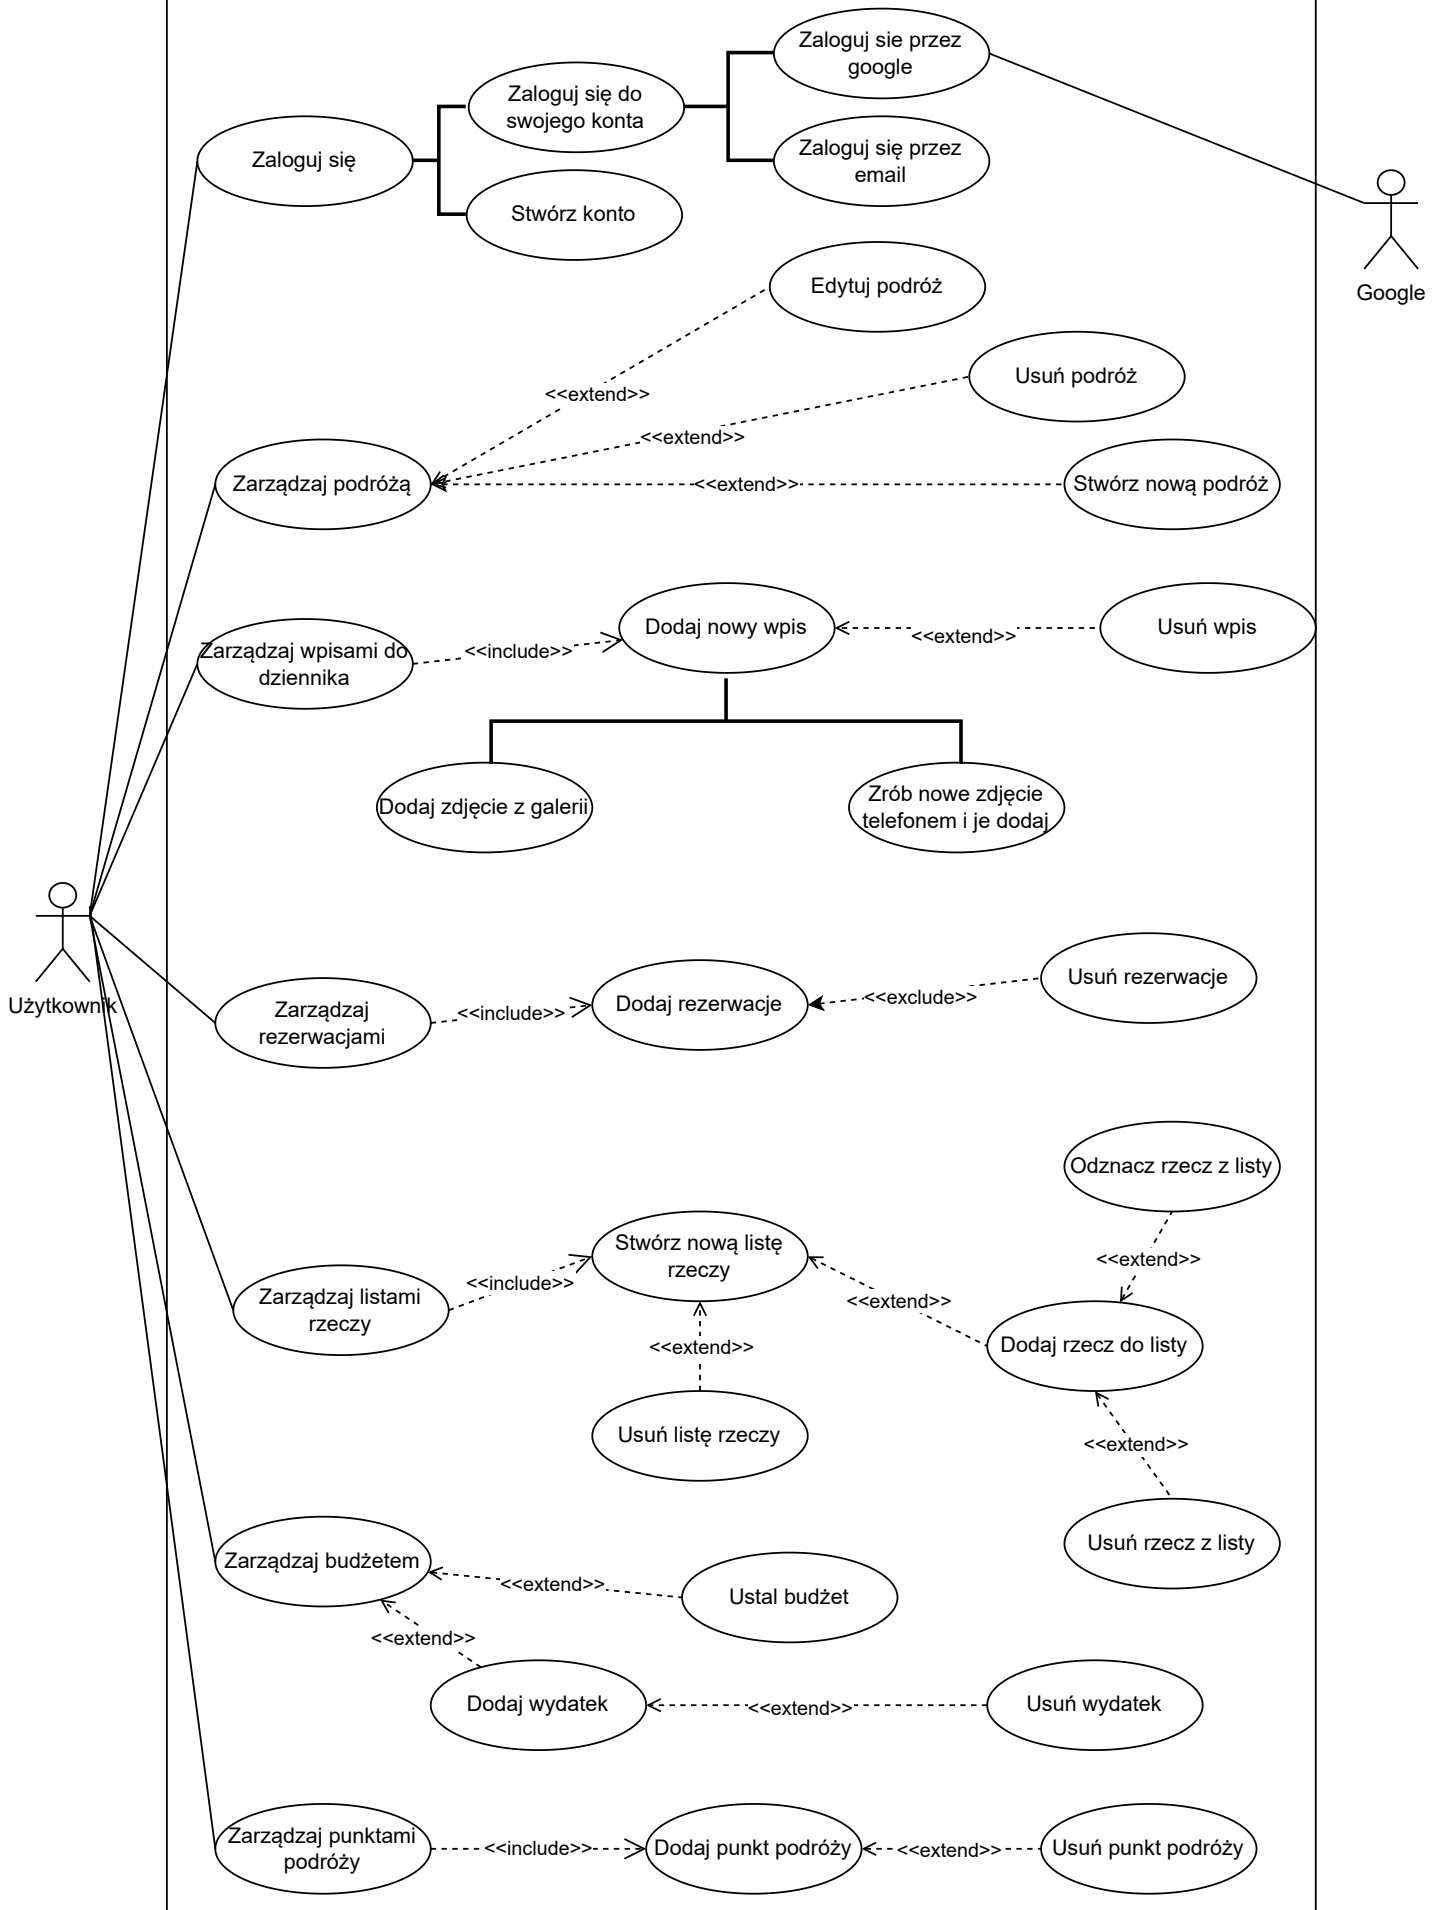 Zaloguj sie przez
google
Zaloguj się do
swojego konta
Zaloguj się
Zaloguj się przez
email
Stwórz konto
Google
Edytuj podróż
<<extend>>
Usuń podróż
<<extend>>
Zarządzaj podróżą
<<extend>>
Stwórz nową podróż
Zarządzaj wpisami do
dziennika
<<include>>
Dodaj nowy wpis
<<extend>>
Usuń wpis
Dodaj zdjęcie z galerii
Zrób nowe zdjęcie
telefonem i je dodaj
Użytkownik
Zarządzaj
rezerwacjami
<<include>>
Dodaj rezerwacje
<<exclude>>
Usuń rezerwacje
Odznacz rzecz z listy
<<extend>>
Stwórz nową listę
rzeczy
<<include>>
Zarządzaj listami
rzeczy
<<extend>>
Dodaj rzecz do listy
<<extend>>
Usuń listę rzeczy
<<extend>>
Usuń rzecz z listy
Zarządzaj budżetem
<<extend>>
Ustal budżet
<<extend>>
Dodaj wydatek
<<extend>>
Usuń wydatek
Zarządzaj punktami
podróży
<<include>>
Dodaj punkt podróży
<<extend>>
Usuń punkt podróży